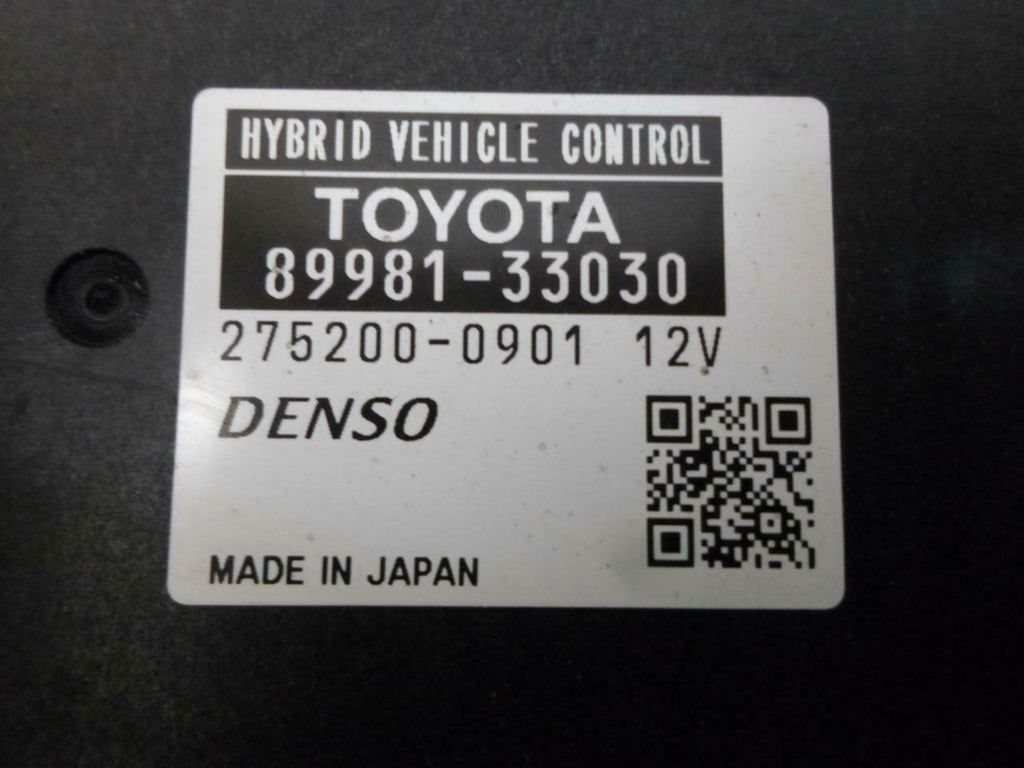 HYBRID VEHICLE CONTROL
TOYOTA
89981-33030
275200-0901 12V
DENSO
MADE IN JAPAN